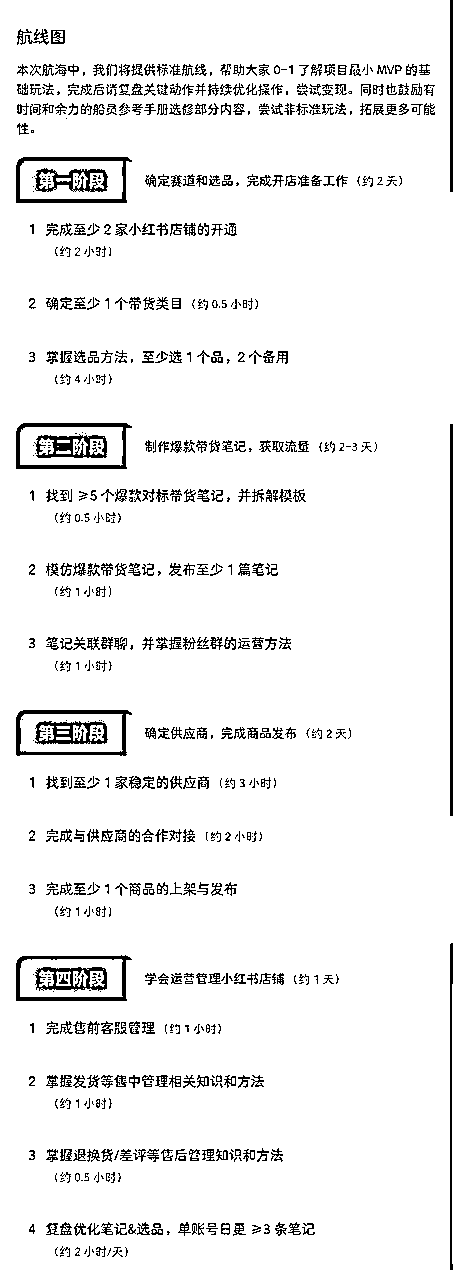 航线图
本次航海中，我们将提供标准航线，帮助大家 0-1 了解项目最小 MVP 的基
础玩法，完成后请复盘关键动作并持续优化操作，尝试变现。同时也鼓励有
时间和余力的船员参考手册选修部分内容，尝试非标准玩法，拓展更多可能
性。
第一阶段 确定赛道和选品，完成开店准备工作（约 2 天）
1 完成至少 2 家小红书店铺的开通
（约 2 小时）
2 确定至少 1 个带货类目（约 0.5 小时）
3 掌握选品方法，至少选 1 个品，2 个备用
（约 4 小时）
第二阶段 制作爆款带货笔记，获取流量（约 2-3 天）
1 找到 ≥5 个爆款对标带货笔记，并拆解模板
（约 0.5 小时）
2 模仿爆款带货笔记，发布至少 1 篇笔记
（约 1 小时）
3 笔记关联群聊，并掌握粉丝群的运营方法
（约 1 小时）
第三阶段 确定供应商，完成商品发布（约 2 天）
1 找到至少 1 家稳定的供应商（约 3 小时）
2 完成与供应商的合作对接（约 2 小时）
3 完成至少 1 个商品的上架与发布
（约 1 小时）
第四阶段 学会运营管理小红书店铺（约 1 天）
1 完成售前客服管理（约 1 小时）
2 掌握发货等售中管理相关知识和方法
（约 1 小时）
3 掌握退换货/差评等售后管理知识和方法
（约 0.5 小时）
4 复盘优化笔记&选品，单账号日更 ≥3 条笔记
（约 2 小时/天）